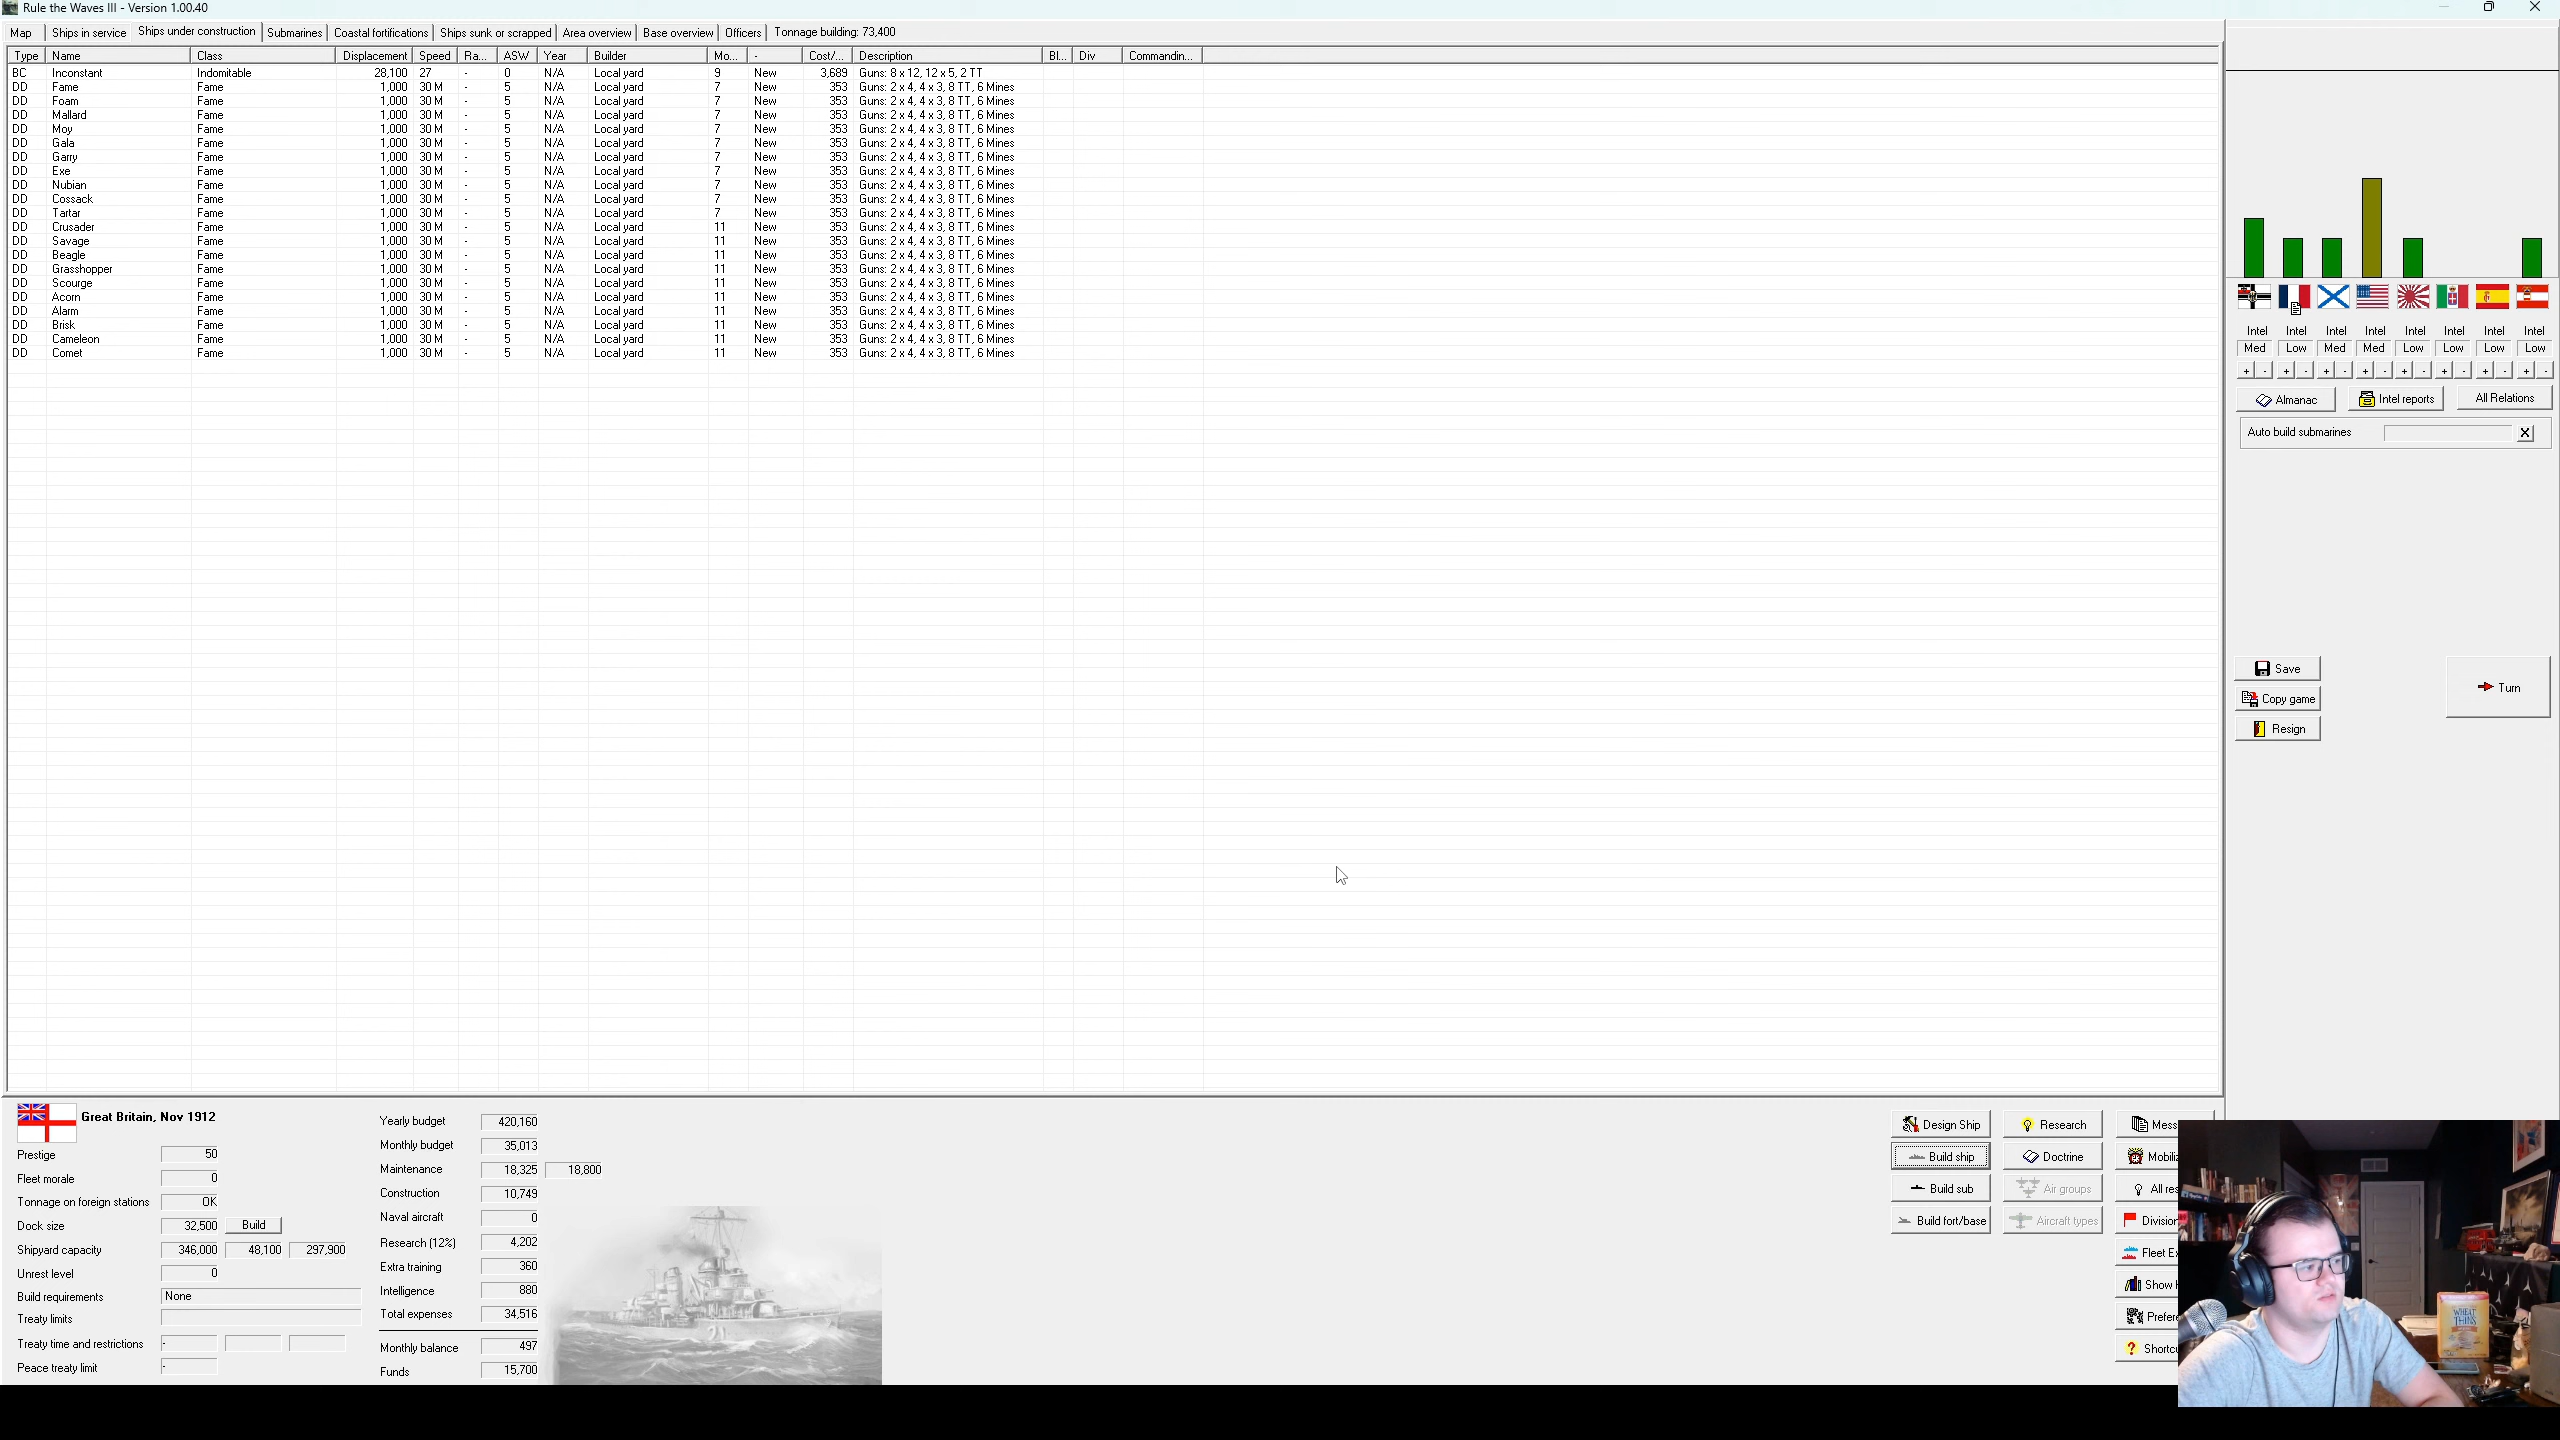 Rule the Waves III - Version 1.00.40
Map Ships in service Ships under construction Submarines Coastal fortifications Ships sunk or scrapped Area overview Base overview Officers Tonnage building: 73,400
Type Name Class Displacement Speed Ra... ASW Year Builder Mo... - Cost/... Description Bl... Div Commandin...
BC Inconstant Indomitable 28,100 27 - 0 N/A Local yard 9 New 3,689 Guns: 8 x 12, 12 x 5, 2 TT
DD Fame Fame 1,000 30 M - 5 N/A Local yard 7 New 353 Guns: 2 x 4, 4 x 3, 8 TT, 6 Mines
DD Foam Fame 1,000 30 M - 5 N/A Local yard 7 New 353 Guns: 2 x 4, 4 x 3, 8 TT, 6 Mines
DD Mallard Fame 1,000 30 M - 5 N/A Local yard 7 New 353 Guns: 2 x 4, 4 x 3, 8 TT, 6 Mines
DD Moy Fame 1,000 30 M - 5 N/A Local yard 7 New 353 Guns: 2 x 4, 4 x 3, 8 TT, 6 Mines
DD Gala Fame 1,000 30 M - 5 N/A Local yard 7 New 353 Guns: 2 x 4, 4 x 3, 8 TT, 6 Mines
DD Garry Fame 1,000 30 M - 5 N/A Local yard 7 New 353 Guns: 2 x 4, 4 x 3, 8 TT, 6 Mines
DD Exe Fame 1,000 30 M - 5 N/A Local yard 7 New 353 Guns: 2 x 4, 4 x 3, 8 TT, 6 Mines
DD Nubian Fame 1,000 30 M - 5 N/A Local yard 7 New 353 Guns: 2 x 4, 4 x 3, 8 TT, 6 Mines
DD Cossack Fame 1,000 30 M - 5 N/A Local yard 7 New 353 Guns: 2 x 4, 4 x 3, 8 TT, 6 Mines
DD Tartar Fame 1,000 30 M - 5 N/A Local yard 7 New 353 Guns: 2 x 4, 4 x 3, 8 TT, 6 Mines
DD Crusader Fame 1,000 30 M - 5 N/A Local yard 11 New 353 Guns: 2 x 4, 4 x 3, 8 TT, 6 Mines
DD Savage Fame 1,000 30 M - 5 N/A Local yard 11 New 353 Guns: 2 x 4, 4 x 3, 8 TT, 6 Mines
DD Beagle Fame 1,000 30 M - 5 N/A Local yard 11 New 353 Guns: 2 x 4, 4 x 3, 8 TT, 6 Mines
DD Grasshopper Fame 1,000 30 M - 5 N/A Local yard 11 New 353 Guns: 2 x 4, 4 x 3, 8 TT, 6 Mines
DD Scourge Fame 1,000 30 M - 5 N/A Local yard 11 New 353 Guns: 2 x 4, 4 x 3, 8 TT, 6 Mines
DD Acorn Fame 1,000 30 M - 5 N/A Local yard 11 New 353 Guns: 2 x 4, 4 x 3, 8 TT, 6 Mines
DD Alarm Fame 1,000 30 M - 5 N/A Local yard 11 New 353 Guns: 2 x 4, 4 x 3, 8 TT, 6 Mines
DD Brisk Fame 1,000 30 M - 5 N/A Local yard 11 New 353 Guns: 2 x 4, 4 x 3, 8 TT, 6 Mines
DD Cameleon Fame 1,000 30 M - 5 N/A Local yard 11 New 353 Guns: 2 x 4, 4 x 3, 8 TT, 6 Mines
DD Comet Fame 1,000 30 M - 5 N/A Local yard 11 New 353 Guns: 2 x 4, 4 x 3, 8 TT, 6 Mines
Intel Intel Intel Intel Intel Intel Intel Intel
Med Low Med Med Low Low Low Low
+ - + - + - + - + - + - + - + -
Almanac Intel reports All Relations
Auto build submarines X
Save
Copy game
Resign
Turn
Great Britain, Nov 1912
Prestige 50
Fleet morale 0
Tonnage on foreign stations OK
Dock size 32,500 Build
Shipyard capacity 346,000 48,100 297,900
Unrest level 0
Build requirements None
Treaty limits
Treaty time and restrictions -
Peace treaty limit -
Yearly budget 420,160
Monthly budget 35,013
Maintenance 18,325 18,800
Construction 10,749
Naval aircraft 0
Research (12%) 4,202
Extra training 360
Intelligence 880
Total expenses 34,516
Monthly balance 497
Funds 15,700
Design Ship Research Mess
Build ship Doctrine Mobiliz
Build sub Air groups All res
Build fort/base Aircraft types Division
Fleet Ex
Show
Prefere
Shortcu
WHEAT
THINS